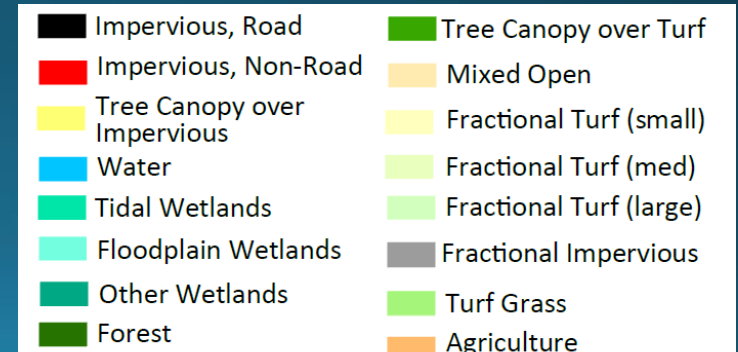 Impervious, Road
Impervious, Non-Road
Tree Canopy over
Impervious
Water
Tidal Wetlands
Floodplain Wetlands
Other Wetlands
Forest
Tree Canopy over Turf
Mixed Open
Fractional Turf (small)
Fractional Turf (med)
Fractional Turf (large)
Fractional Impervious
Turf Grass
Agriculture